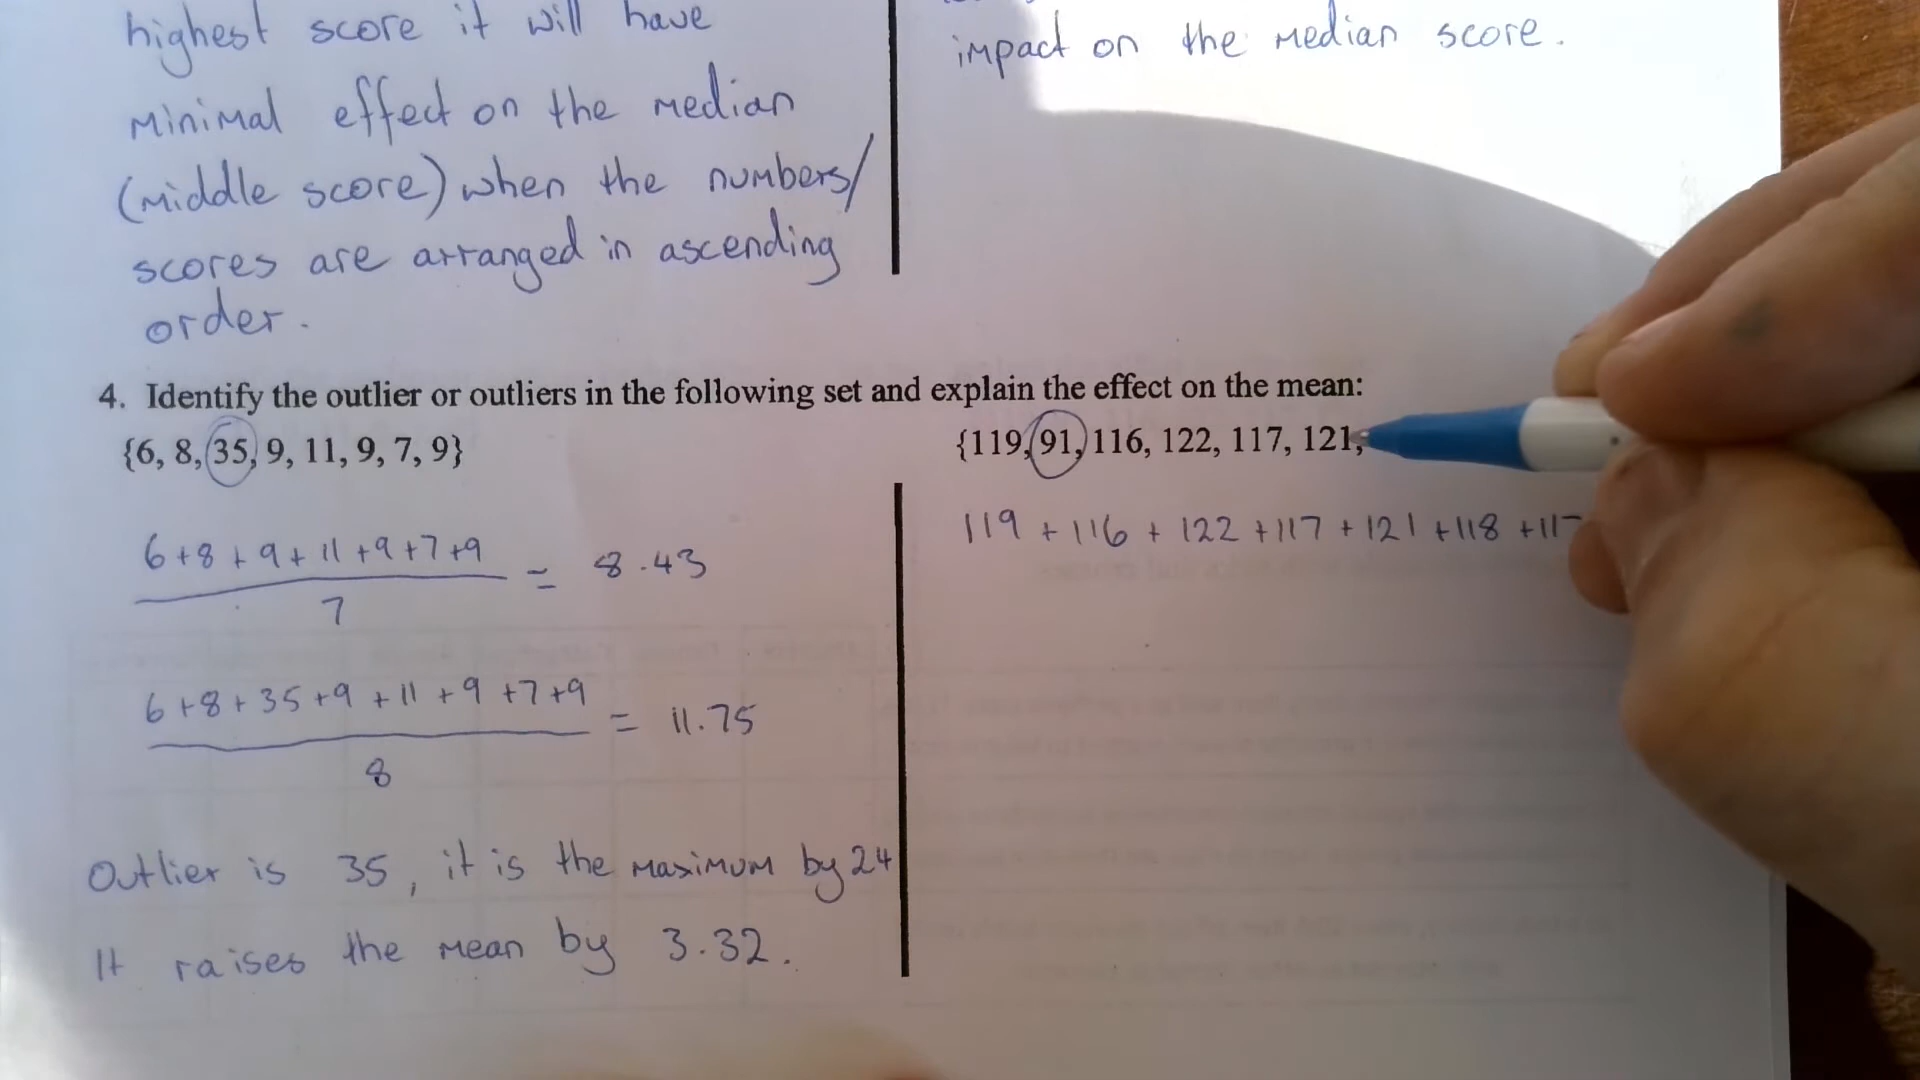 highest score it will have
minimal effect on the median
(middle score) when the numbers/
scores are arranged in ascending
order.
impact on the median score.
4. Identify the outlier or outliers in the following set and explain the effect on the mean:
{6, 8, 35, 9, 11, 9, 7, 9}
6+8+9+11+9+7+9
7
= 8.43
6+8+35+9+11+9+7+9
8
= 11.75
Outlier is 35, it is the maximum by 24
It raises the mean by 3.32.
{119, 91, 116, 122, 117, 121,
119 + 116 + 122 + 117 + 121 + 118 +